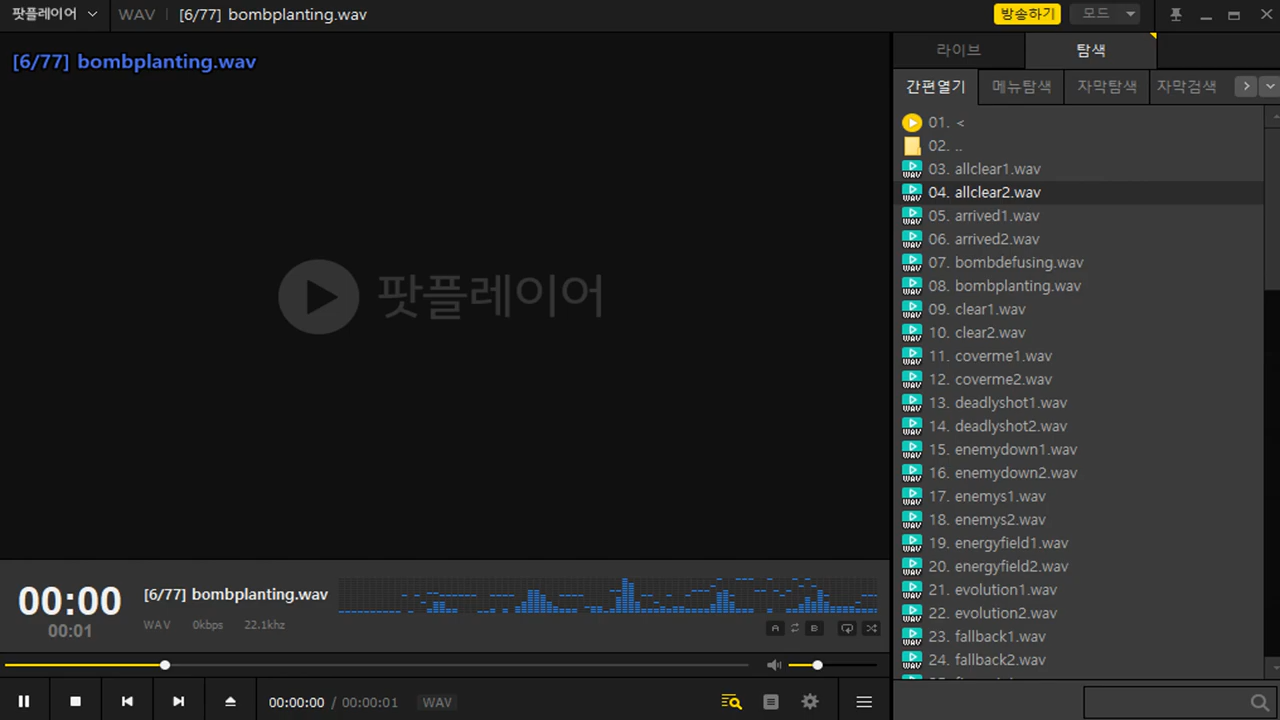 팟플레이어 WAV [6/77] bombplanting.wav 방송하기 모드
[6/77] bombplanting.wav
팟플레이어
라이브 탐색
간편열기 메뉴탐색 자막탐색 자막검색
01. <
02. ..
03. allclear1.wav
04. allclear2.wav
05. arrived1.wav
06. arrived2.wav
07. bombdefusing.wav
08. bombplanting.wav
09. clear1.wav
10. clear2.wav
11. coverme1.wav
12. coverme2.wav
13. deadlyshot1.wav
14. deadlyshot2.wav
15. enemydown1.wav
16. enemydown2.wav
17. enemys1.wav
18. enemys2.wav
19. energyfield1.wav
20. energyfield2.wav
21. evolution1.wav
22. evolution2.wav
23. fallback1.wav
24. fallback2.wav
00:00
00:01
[6/77] bombplanting.wav
WAV 0kbps 22.1khz
A B
00:00:00 / 00:00:01 WAV